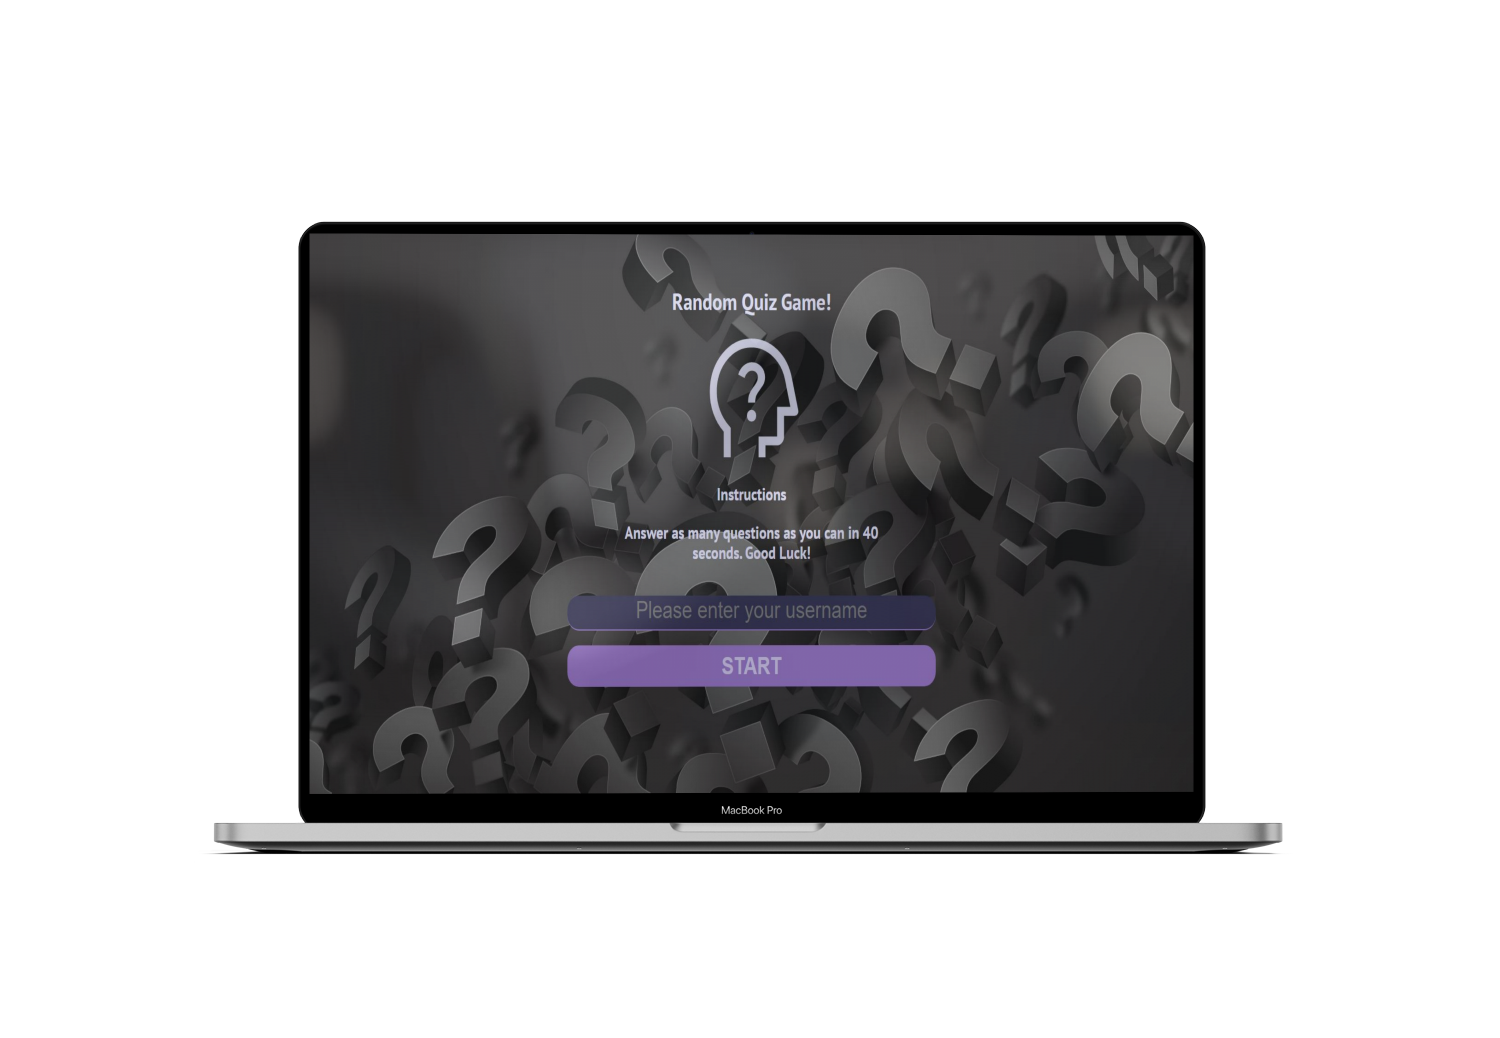 Random Quiz Game!
?
Instructions
Answer as many questions as you can in 40
seconds. Good Luck!
Please enter your username
START
MacBook Pro